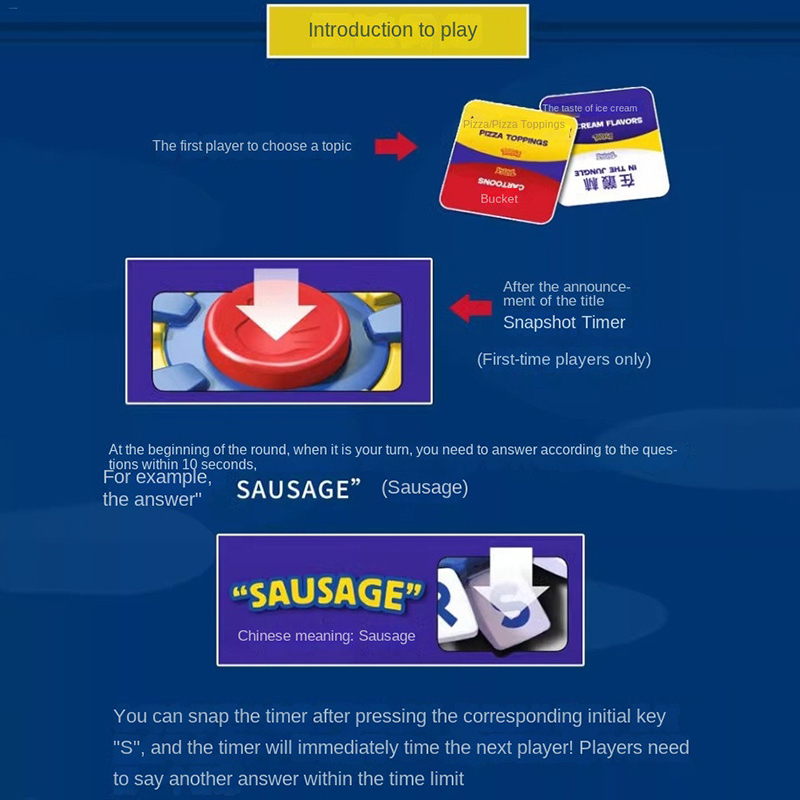 Introduction to play
The first player to choose a topic
The taste of ice cream
CREAM FLAVORS
Pizza/Pizza Toppings
PIZZA TOPPINGS
IN THE JUNGLE
CARTOONS
Bucket
After the announce-
ment of the title
Snapshot Timer
(First-time players only)
At the beginning of the round, when it is your turn, you need to answer according to the ques-
tions within 10 seconds,
For example,
the answer" SAUSAGE” (Sausage)
“SAUSAGE”
R S
Chinese meaning: Sausage
You can snap the timer after pressing the corresponding initial key
"S", and the timer will immediately time the next player! Players need
to say another answer within the time limit